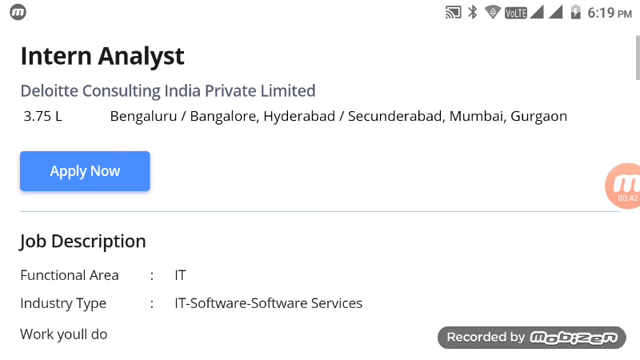 VoLTE 6:19 PM
Intern Analyst
Deloitte Consulting India Private Limited
3.75 L Bengaluru / Bangalore, Hyderabad / Secunderabad, Mumbai, Gurgaon
Apply Now
00:42
Job Description
Functional Area : IT
Industry Type : IT-Software-Software Services
Work youll do
Recorded by mobizen